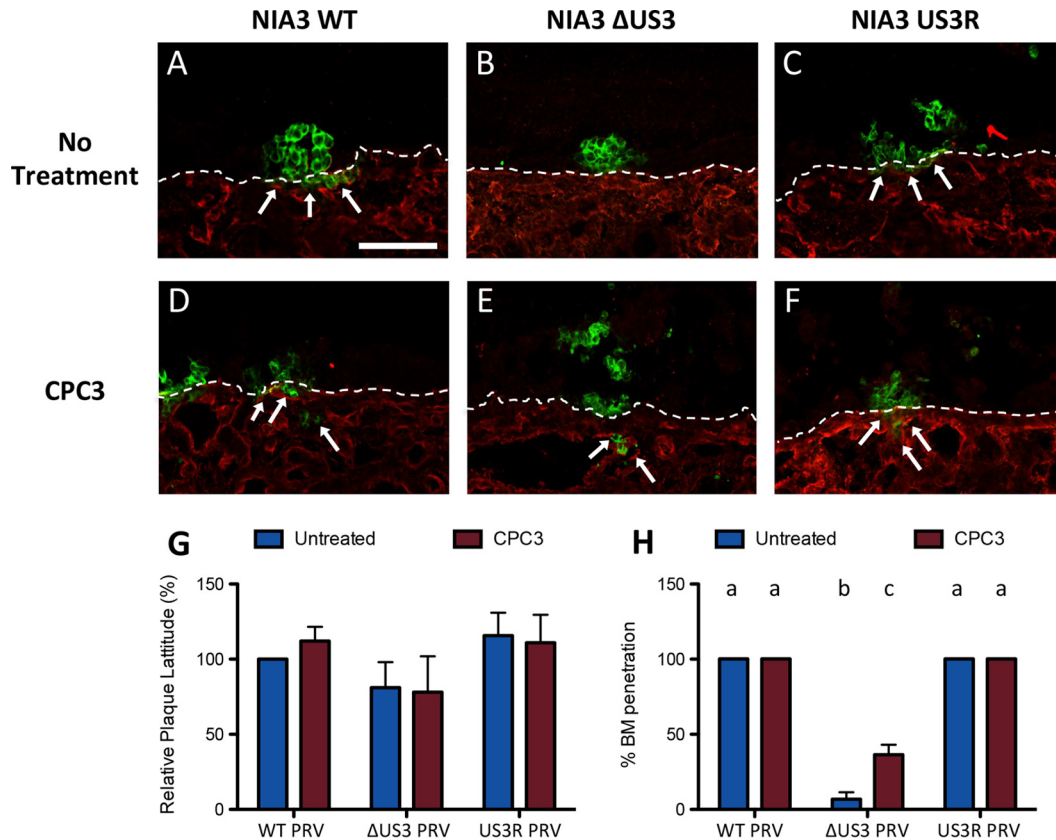 NIA3 WT NIA3 ΔUS3 NIA3 US3R
No
Treatment
A B C
CPC3
D E F
G Untreated CPC3
Relative Plaque Lattitude (%)
150
100
50
0
WT PRV ΔUS3 PRV US3R PRV
H Untreated CPC3
% BM penetration
150
100
50
0
a a b c a a
WT PRV ΔUS3 PRV US3R PRV